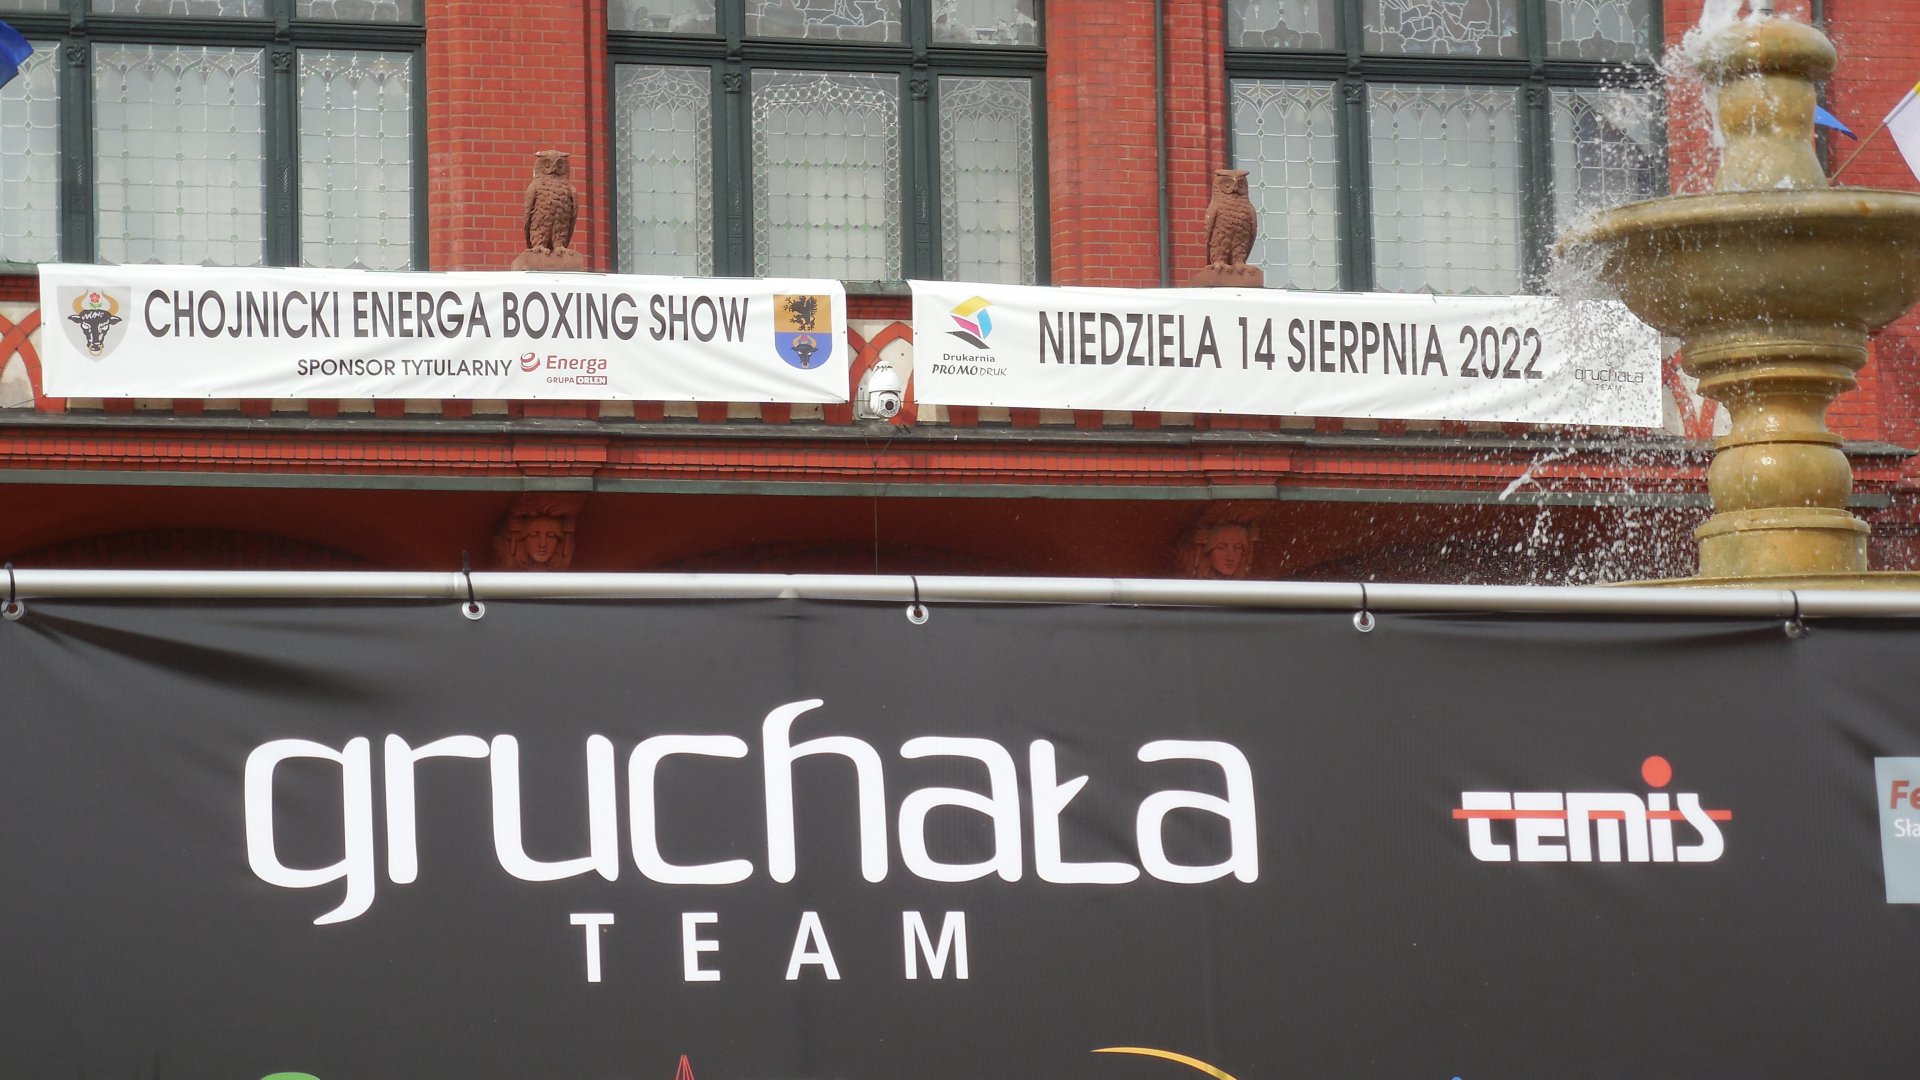 CHOJNICKI ENERGA BOXING SHOW
SPONSOR TYTULARNY Energa
GRUPA ORLEN
Drukarnia
PROMODRUK
NIEDZIELA 14 SIERPNIA 2022
gruchała
TEAM
gruchała
TEAM
TEMIS